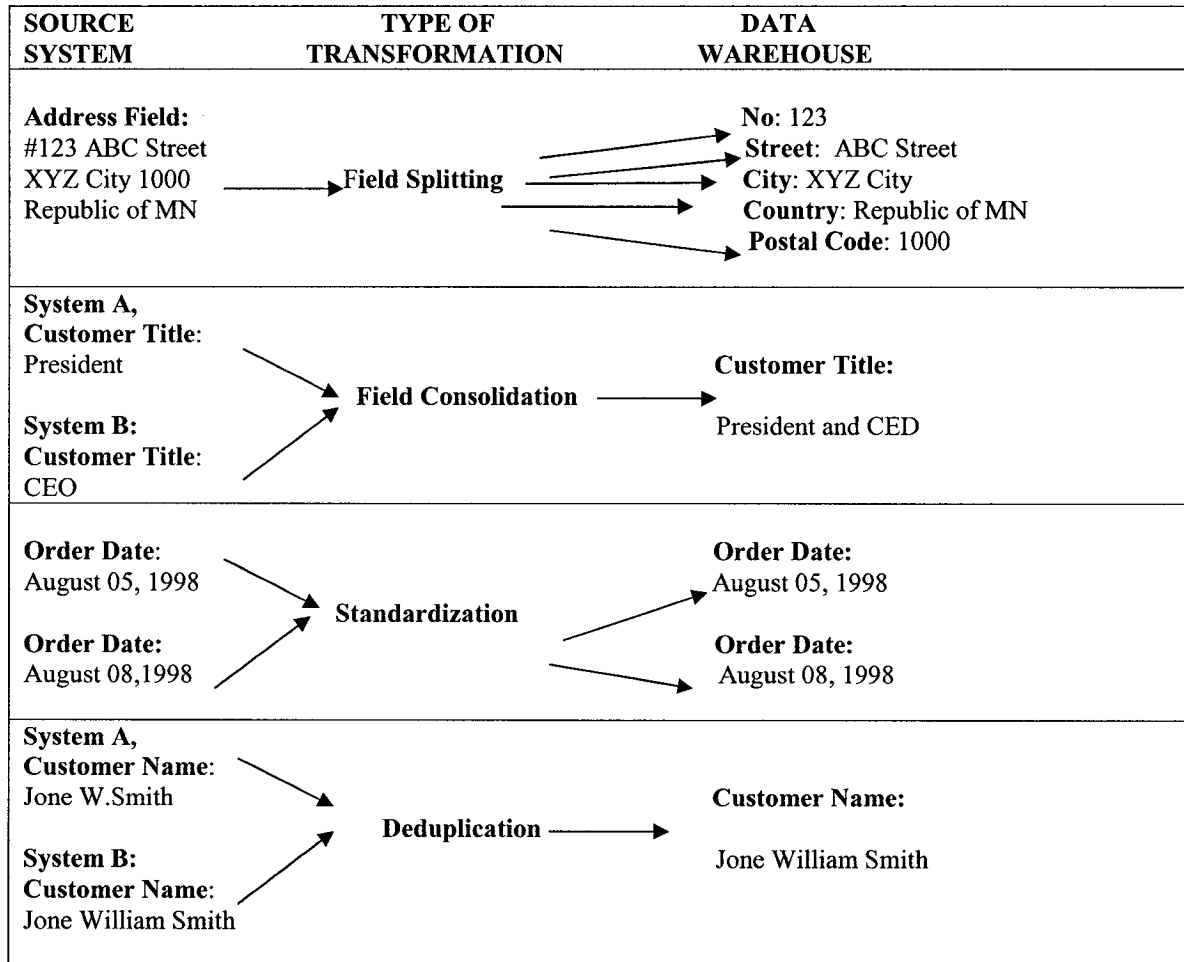 SOURCE SYSTEM
TYPE OF TRANSFORMATION
DATA WAREHOUSE
Address Field:
#123 ABC Street
XYZ City 1000
Republic of MN
Field Splitting
No: 123
Street: ABC Street
City: XYZ City
Country: Republic of MN
Postal Code: 1000
System A,
Customer Title:
President
System B:
Customer Title:
CEO
Field Consolidation
Customer Title:
President and CED
Order Date:
August 05, 1998
Order Date:
August 08,1998
Standardization
Order Date:
August 05, 1998
Order Date:
August 08, 1998
System A,
Customer Name:
Jone W.Smith
System B:
Customer Name:
Jone William Smith
Deduplication
Customer Name:
Jone William Smith